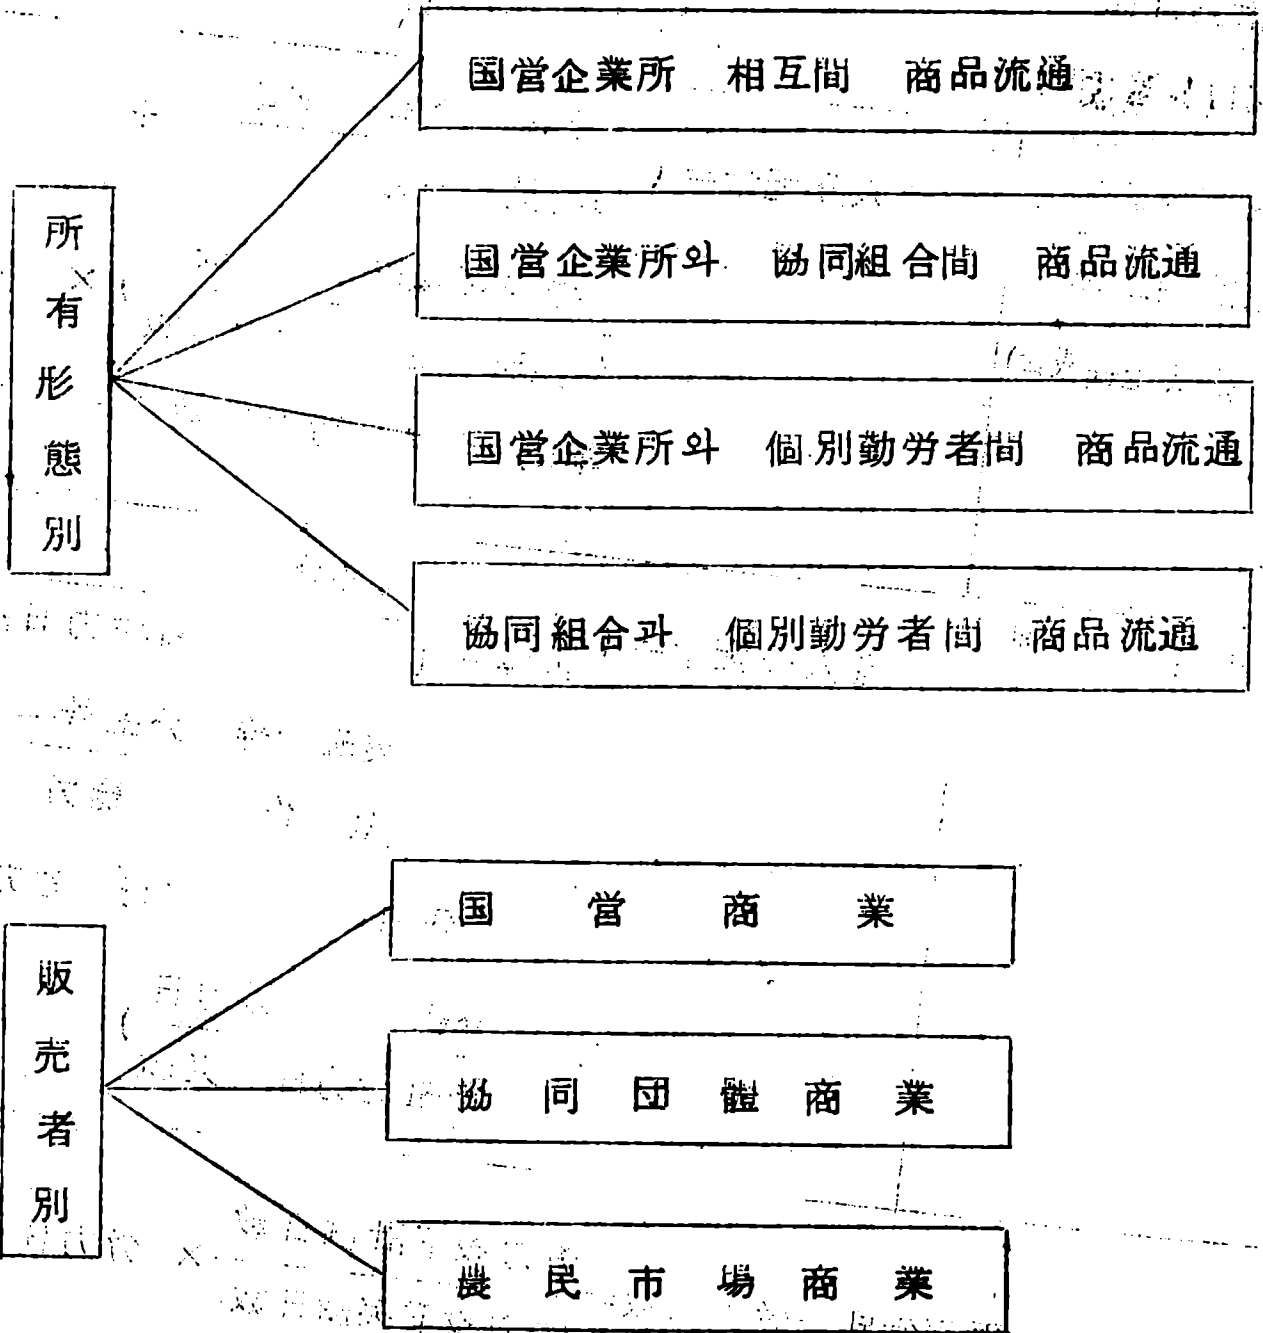 所有形態別
国営企業所 相互間 商品流通
国営企業所와 協同組合間 商品流通
国営企業所와 個別勤労者間 商品流通
協同組合과 個別勤労者間 商品流通
販売者別
国営商業
協同団體商業
農民市場商業